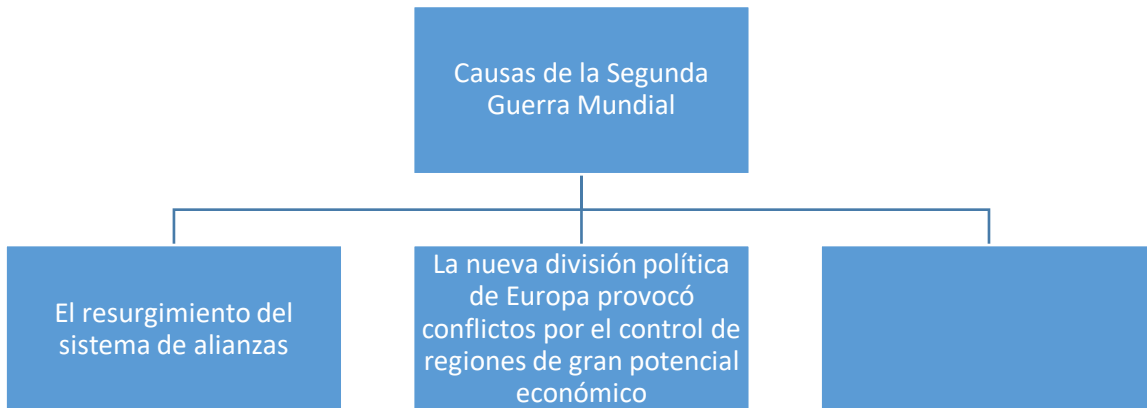 Causas de la Segunda
Guerra Mundial
El resurgimiento del
sistema de alianzas
La nueva división política
de Europa provocó
conflictos por el control de
regiones de gran potencial
económico